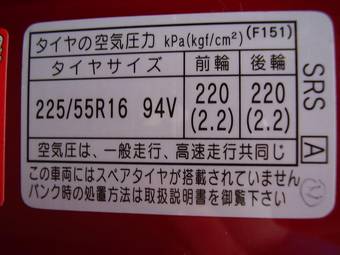 タイヤの空気圧力 kPa(kgf/cm²) (F151)
タイヤサイズ 前輪 後輪
225/55R16 94V 220 220
(2.2) (2.2)
空気圧は、一般走行、高速走行共同じ
この車両にはスペアタイヤが搭載されていません
パンク時の処置方法は取扱説明書を御覧下さい
SRS
A